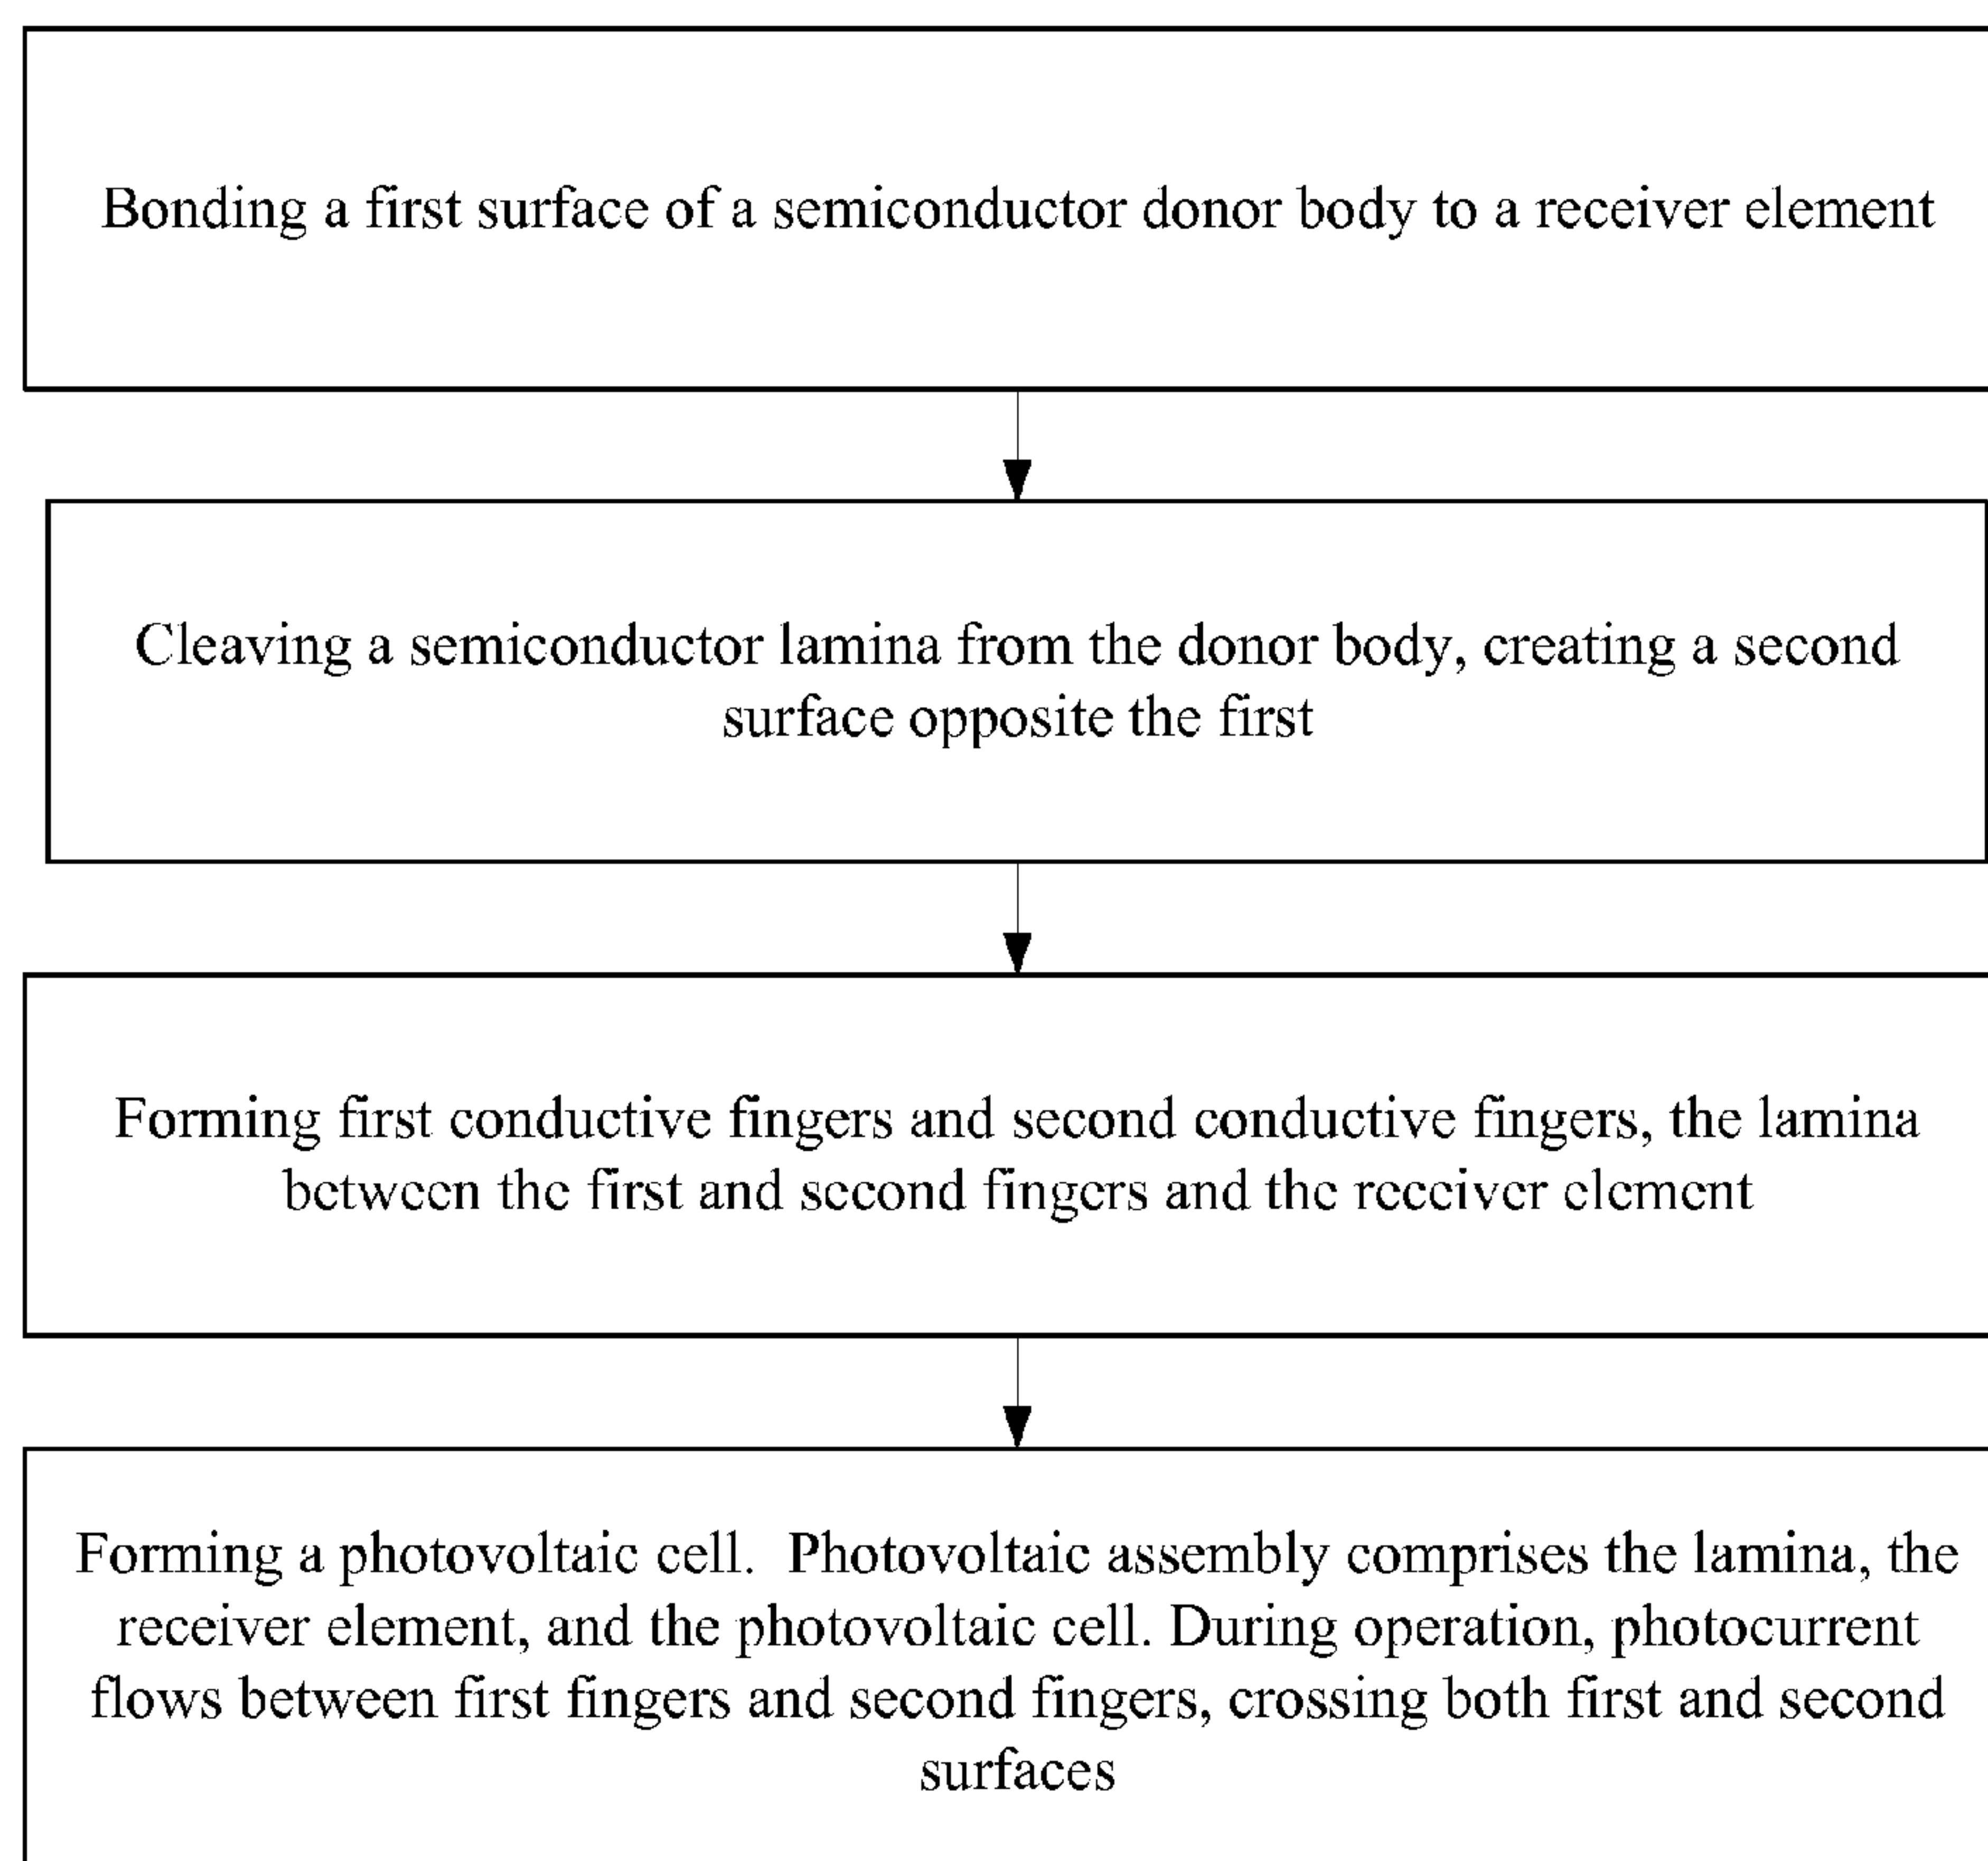 Bonding a first surface of a semiconductor donor body to a receiver element
Cleaving a semiconductor lamina from the donor body, creating a second
surface opposite the first
Forming first conductive fingers and second conductive fingers, the lamina
between the first and second fingers and the receiver element
Forming a photovoltaic cell. Photovoltaic assembly comprises the lamina, the
receiver element, and the photovoltaic cell. During operation, photocurrent
flows between first fingers and second fingers, crossing both first and second
surfaces